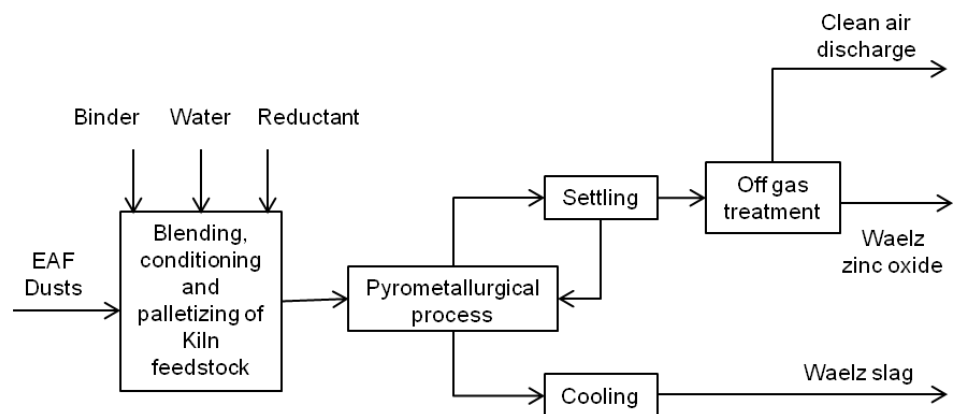 Clean air
discharge
Binder Water Reductant
Settling
Off gas
treatment
Blending,
conditioning
and
palletizing of
Kiln
feedstock
EAF
Dusts
Pyrometallurgical
process
Waelz
zinc oxide
Cooling
Waelz slag